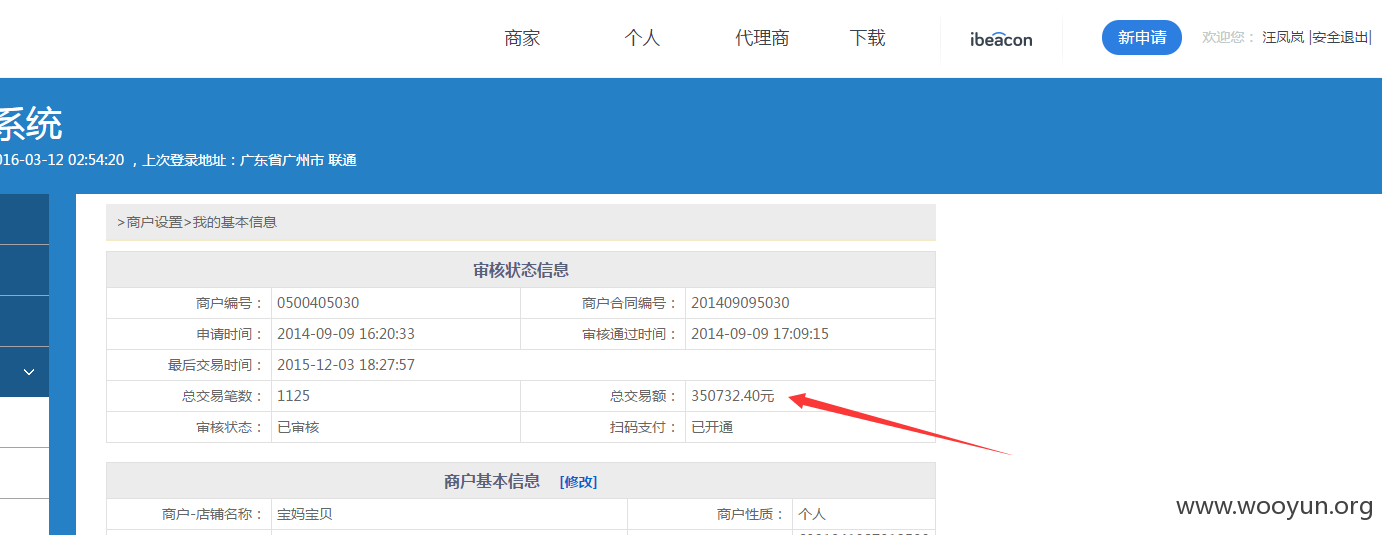 商家 个人 代理商 下载 ibeacon 新申请 欢迎您： 汪凤岚 |安全退出|
系统
016-03-12 02:54:20 ，上次登录地址：广东省广州市 联通
>商户设置>我的基本信息
审核状态信息
商户编号： 0500405030 商户合同编号： 201409095030
申请时间： 2014-09-09 16:20:33 审核通过时间： 2014-09-09 17:09:15
最后交易时间： 2015-12-03 18:27:57
总交易笔数： 1125 总交易额： 350732.40元
审核状态： 已审核 扫码支付： 已开通
商户基本信息 [修改]
商户-店铺名称： 宝妈宝贝 商户性质： 个人
www.wooyun.org